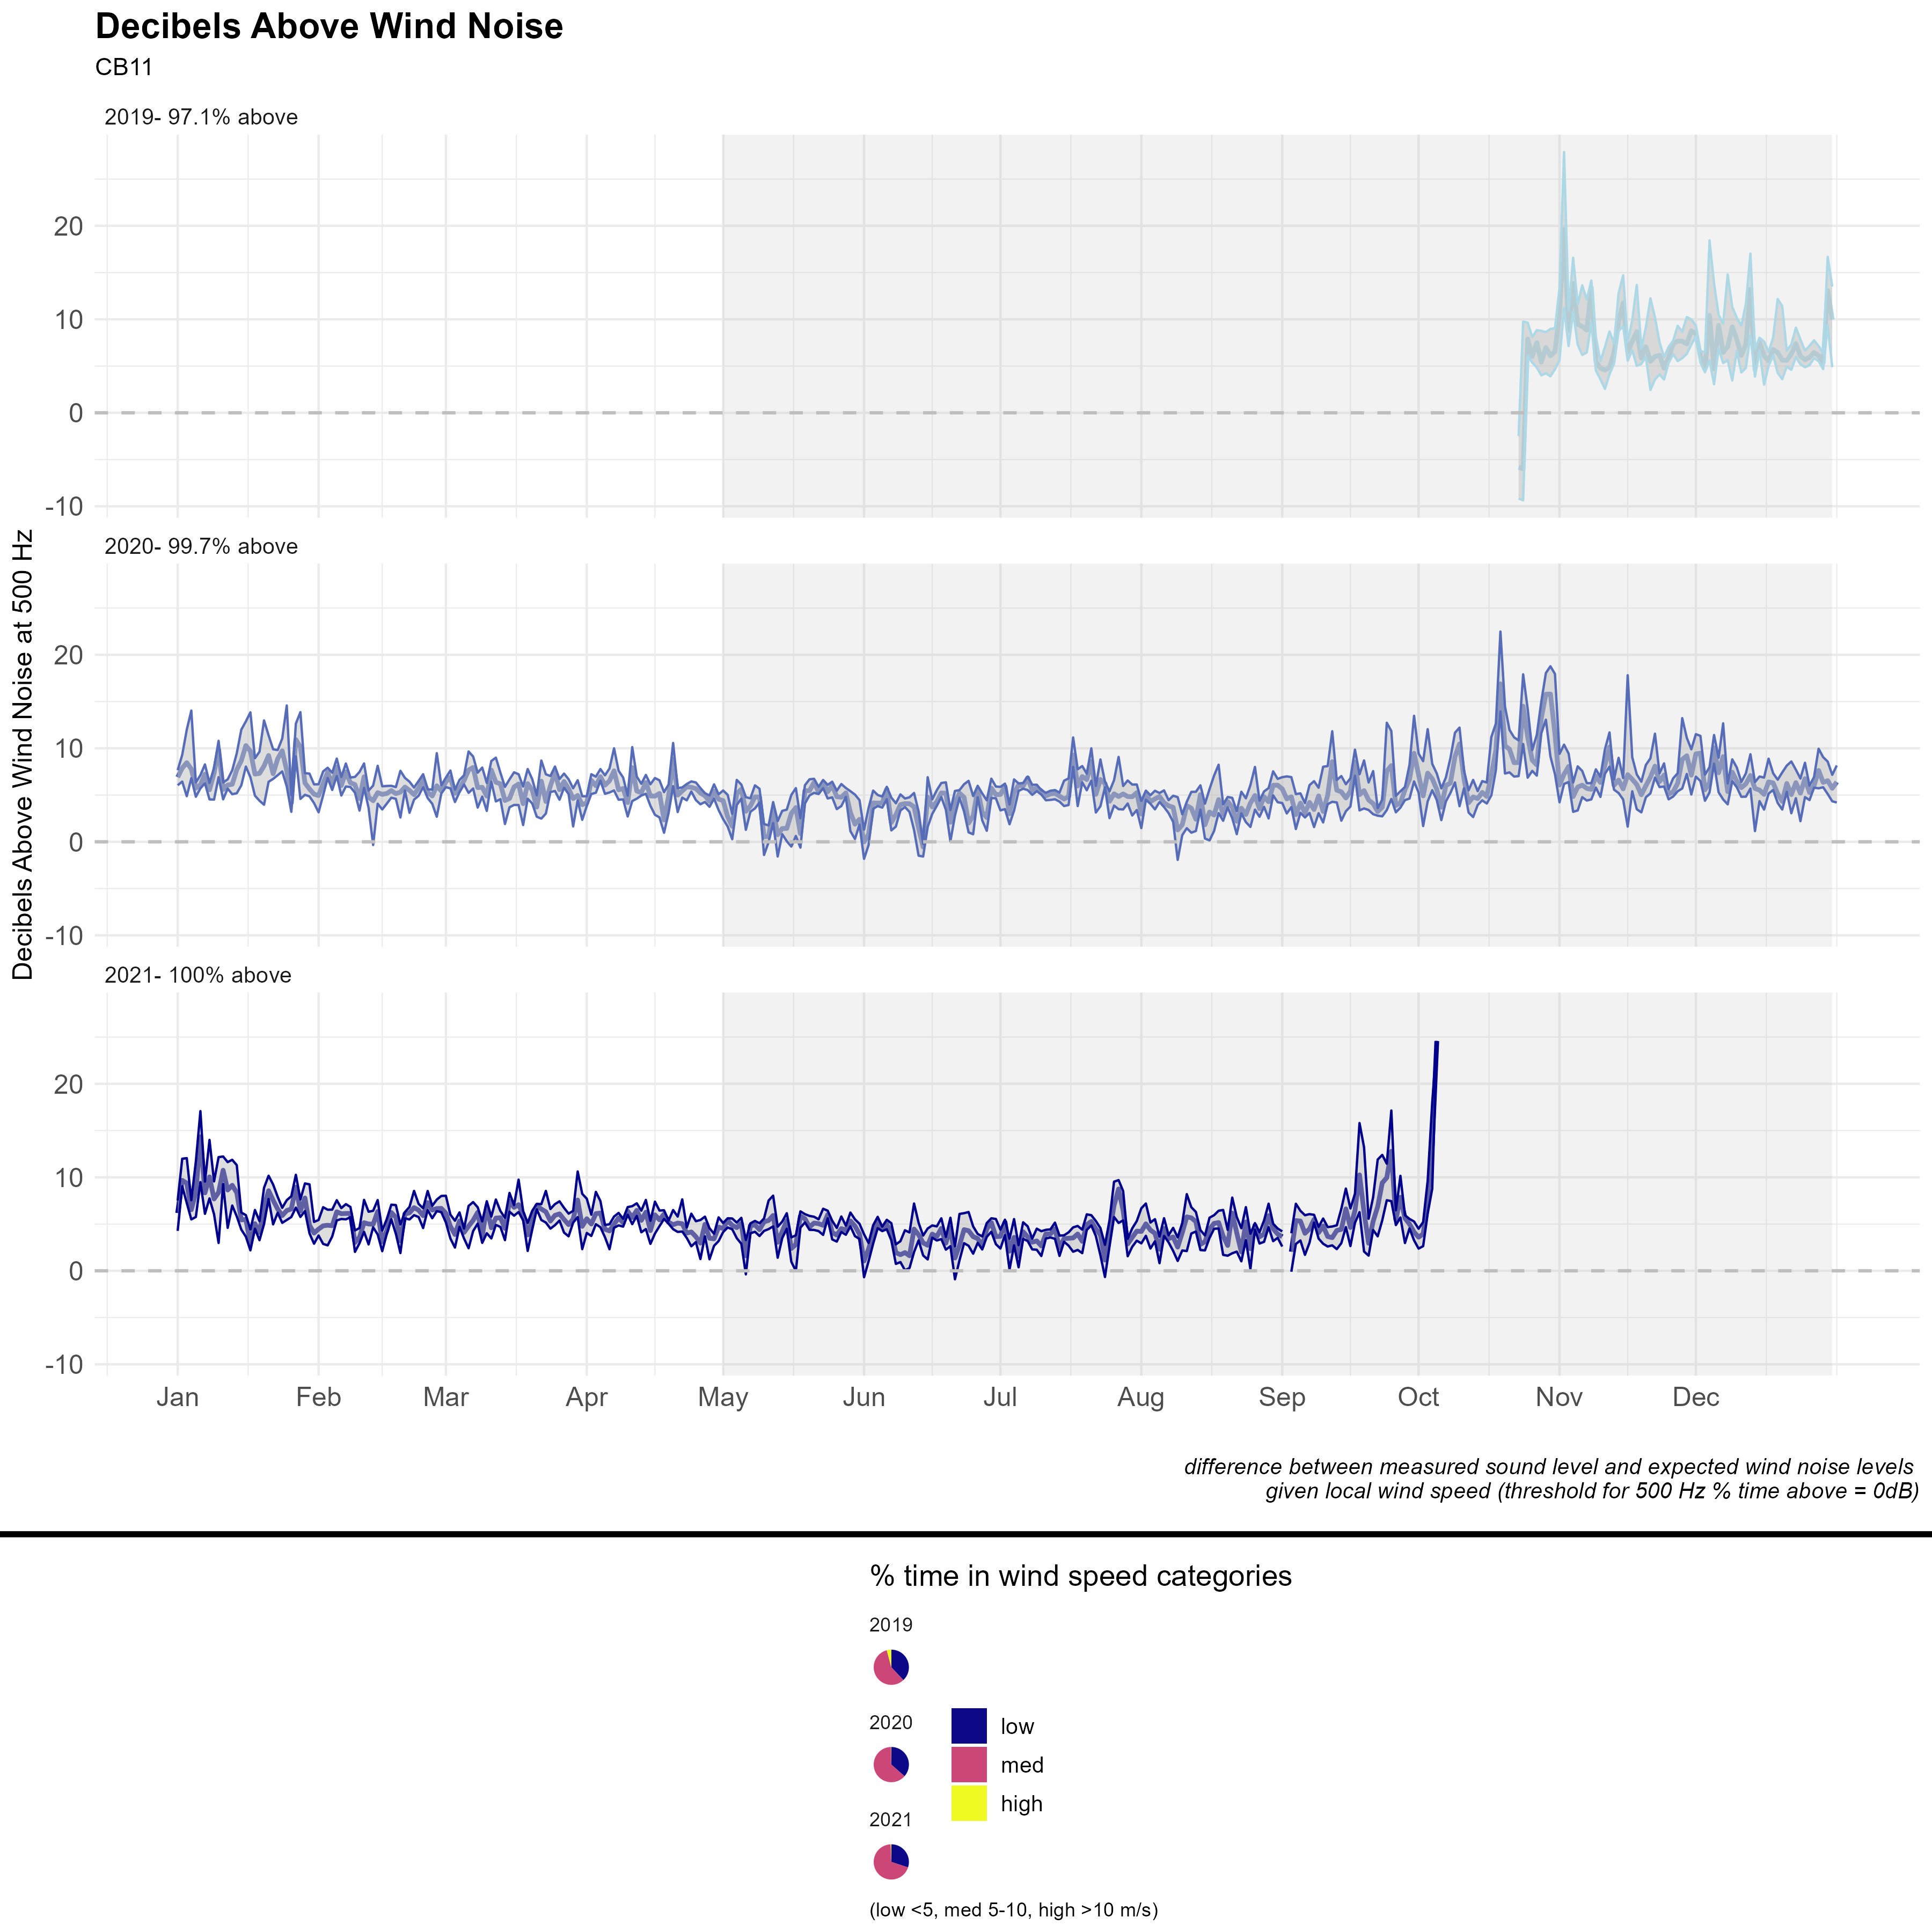 Decibels Above Wind Noise
CB11
2019- 97.1% above
20
10
0
-10
2020- 99.7% above
20
10
0
-10
Decibels Above Wind Noise at 500 Hz
2021- 100% above
20
10
0
-10
Jan Feb Mar Apr May Jun Jul Aug Sep Oct Nov Dec
difference between measured sound level and expected wind noise levels
given local wind speed (threshold for 500 Hz % time above = 0dB)
% time in wind speed categories
2019
2020
2021
low
med
high
(low <5, med 5-10, high >10 m/s)